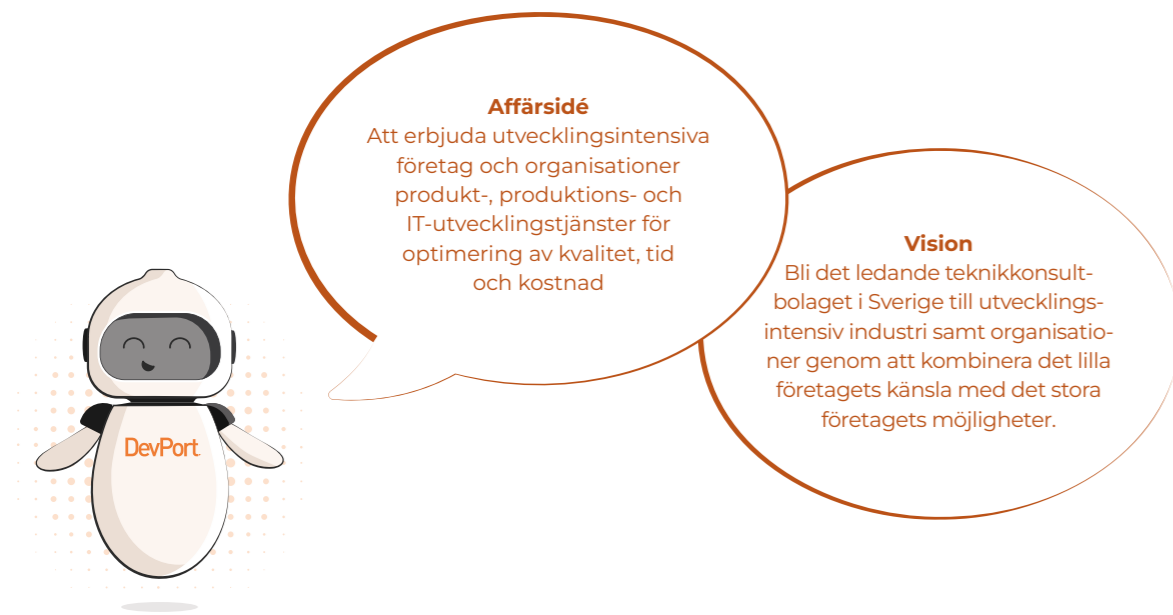 Affärsidé
Att erbjuda utvecklingsintensiva
företag och organisationer
produkt-, produktions- och
IT-utvecklingstjänster för
optimering av kvalitet, tid
och kostnad
Vision
Bli det ledande teknikkonsult-
bolaget i Sverige till utvecklings-
intensiv industri samt organisatio-
ner genom att kombinera det lilla
företagets känsla med det stora
företagets möjligheter.
DevPort